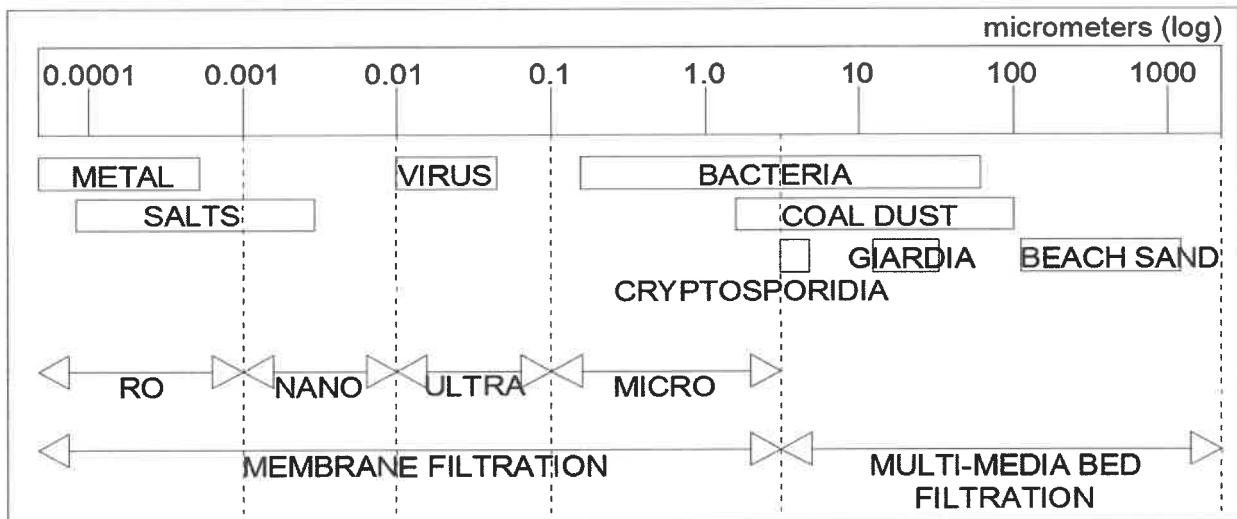 micrometers (log)
0.0001 0.001 0.01 0.1 1.0 10 100 1000
METAL VIRUS BACTERIA
SALTS COAL DUST
GIARDIA BEACH SAND
CRYPTOSPORIDIA
RO NANO ULTRA MICRO
MEMBRANE FILTRATION MULTI-MEDIA BED
FILTRATION